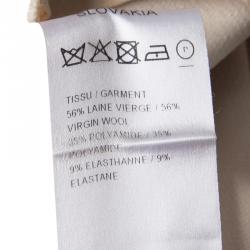 SLOVAKIA
P
TISSU / GARMENT
56% LAINE VIERGE / 56%
VIRGIN WOOL
35% POLYAMIDE / 35%
POLYAMIDE
9% ELASTHANNE / 9%
ELASTANE